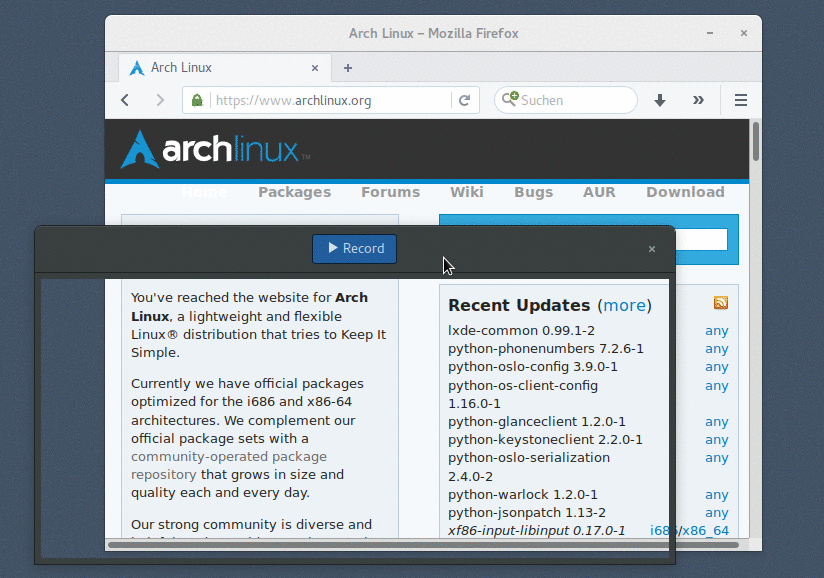 Arch Linux – Mozilla Firefox
Arch Linux
https://www.archlinux.org
Suchen
archlinux™
Home Packages Forums Wiki Bugs AUR Download
Record
You've reached the website for Arch
Linux, a lightweight and flexible
Linux® distribution that tries to Keep It
Simple.
Currently we have official packages
optimized for the i686 and x86-64
architectures. We complement our
official package sets with a
community-operated package
repository that grows in size and
quality each and every day.
Our strong community is diverse and
Recent Updates (more)
lxde-common 0.99.1-2 any
python-phonenumbers 7.2.6-1 any
python-oslo-config 3.9.0-1 any
python-os-client-config any
1.16.0-1
python-glanceclient 1.2.0-1 any
python-keystoneclient 2.2.0-1 any
python-oslo-serialization any
2.4.0-2
python-warlock 1.2.0-1 any
python-jsonpatch 1.13-2 any
xf86-input-libinput 0.17.0-1 i686/x86_64